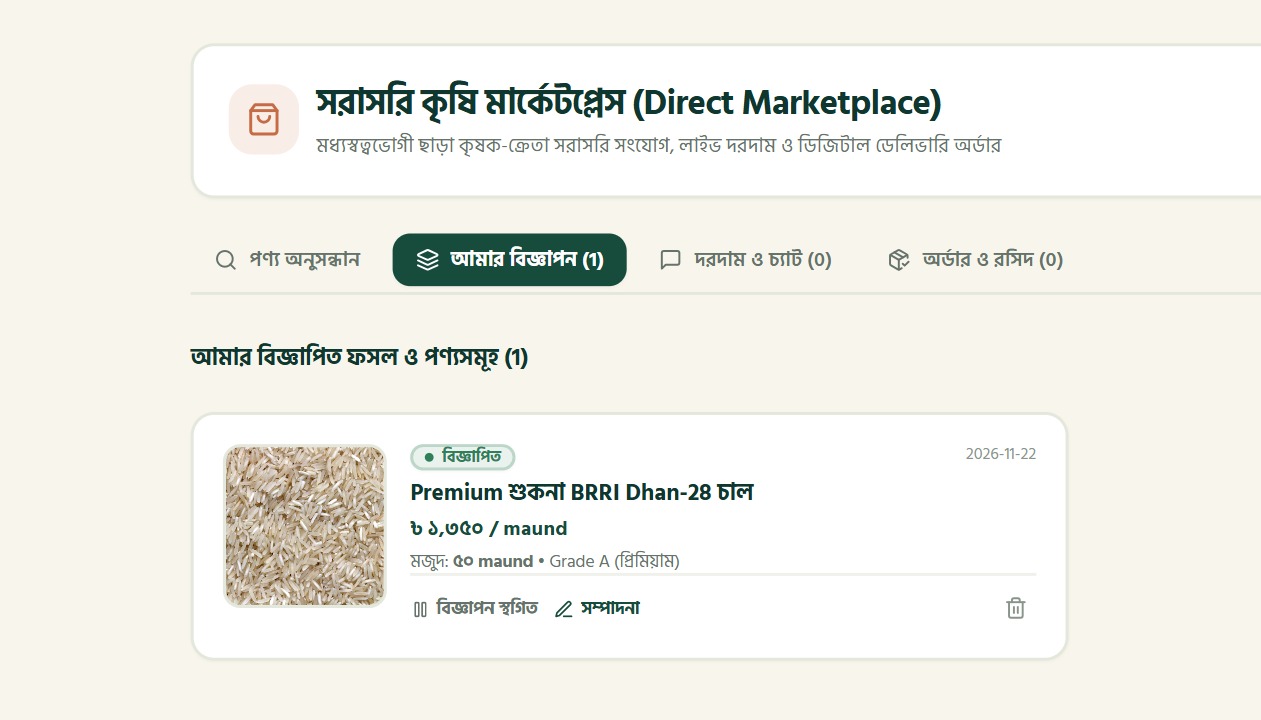 সরাসরি কৃষি মার্কেটপ্লেস (Direct Marketplace)
মধ্যস্বত্বভোগী ছাড়া কৃষক-ক্রেতা সরাসরি সংযোগ, লাইভ দরদাম ও ডিজিটাল ডেলিভারি অর্ডার
পণ্য অনুসন্ধান
আমার বিজ্ঞাপন (1)
দরদাম ও চ্যাট (0)
অর্ডার ও রসিদ (0)
আমার বিজ্ঞাপিত ফসল ও পণ্যসমূহ (1)
বিজ্ঞাপিত
2026-11-22
Premium শুকনা BRRI Dhan-28 চাল
৳ ১,৩৫০ / maund
মজুদ: ৫০ maund • Grade A (প্রিমিয়াম)
বিজ্ঞাপন স্থগিত
সম্পাদনা